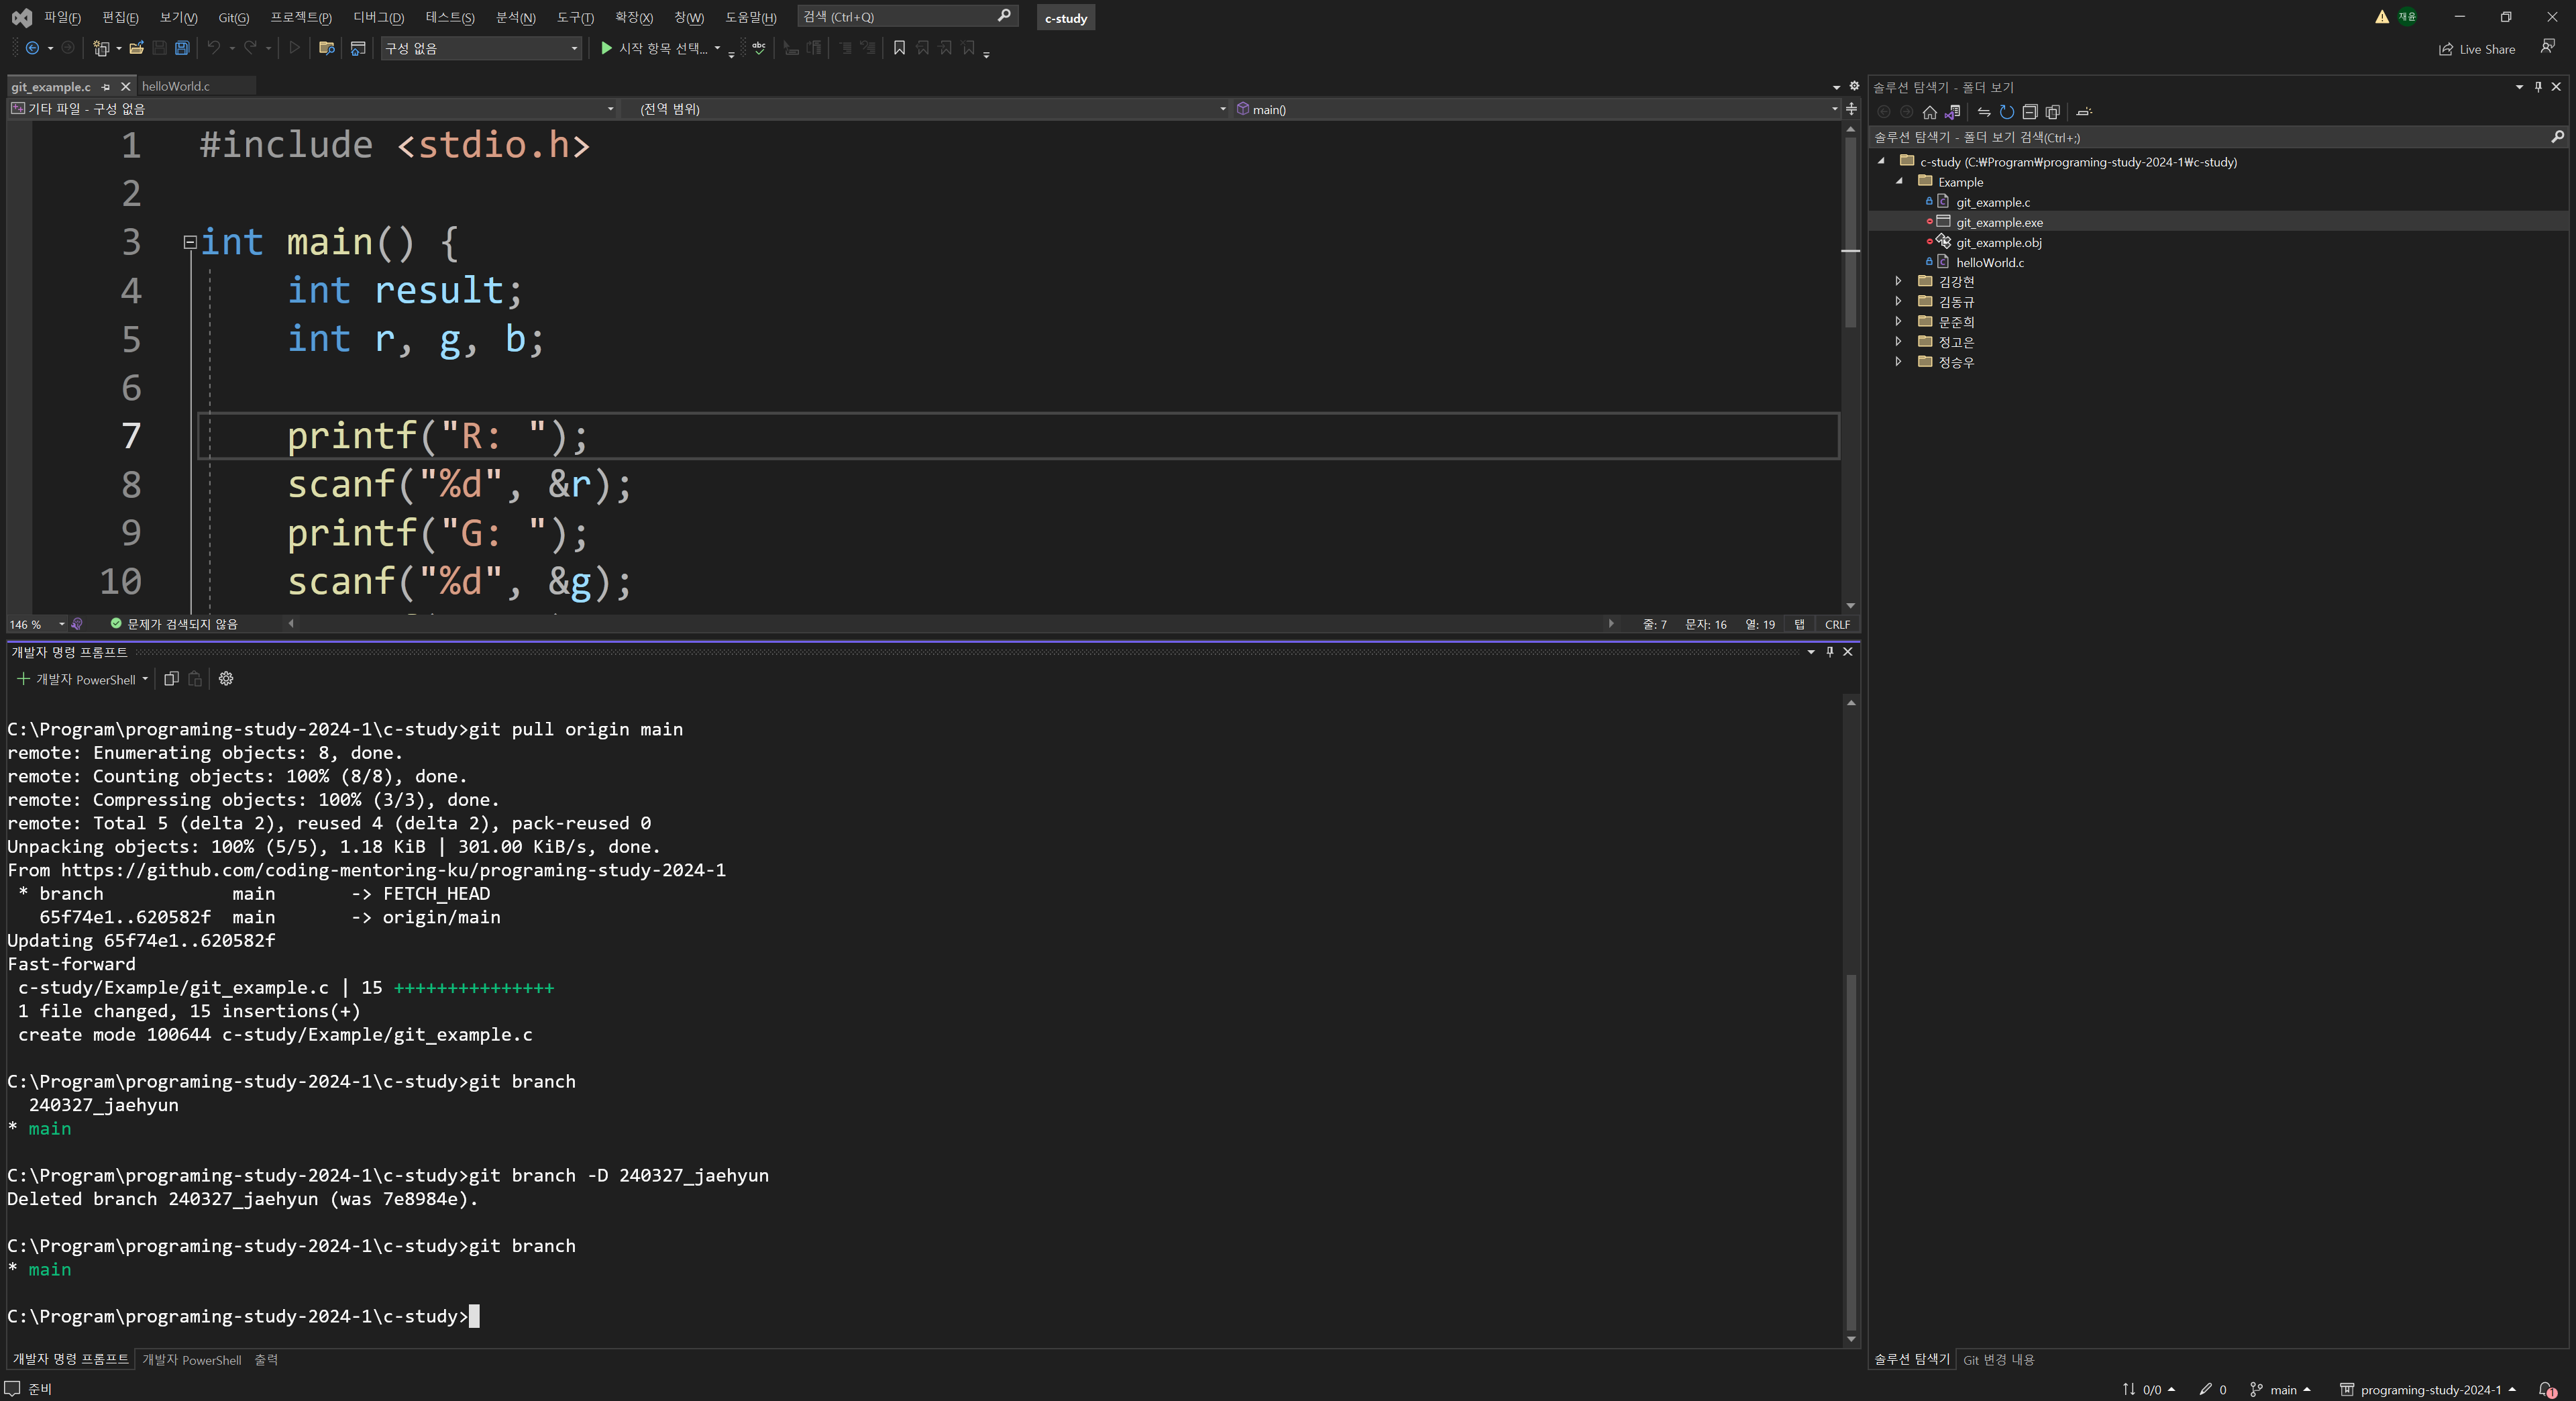 파일(F) 편집(E) 보기(V) Git(G) 프로젝트(P) 디버그(D) 테스트(S) 분석(N) 도구(T) 확장(X) 창(W) 도움말(H) 검색 (Ctrl+Q) c-study 재윤
구성 없음 시작 항목 선택... abc Live Share
git_example.c helloWorld.c
기타 파일 - 구성 없음 (전역 범위) main()
1 #include <stdio.h>
2
3 int main() {
4 int result;
5 int r, g, b;
6
7 printf("R: ");
8 scanf("%d", &r);
9 printf("G: ");
10 scanf("%d", &g);
146 % 문제가 검색되지 않음 줄: 7 문자: 16 열: 19 탭 CRLF
개발자 명령 프롬프트
개발자 PowerShell
C:\Program\programing-study-2024-1\c-study>git pull origin main
remote: Enumerating objects: 8, done.
remote: Counting objects: 100% (8/8), done.
remote: Compressing objects: 100% (3/3), done.
remote: Total 5 (delta 2), reused 4 (delta 2), pack-reused 0
Unpacking objects: 100% (5/5), 1.18 KiB | 301.00 KiB/s, done.
From https://github.com/coding-mentoring-ku/programing-study-2024-1
* branch main -> FETCH_HEAD
65f74e1..620582f main -> origin/main
Updating 65f74e1..620582f
Fast-forward
c-study/Example/git_example.c | 15 +++++++++++++++
1 file changed, 15 insertions(+)
create mode 100644 c-study/Example/git_example.c
C:\Program\programing-study-2024-1\c-study>git branch
240327_jaehyun
* main
C:\Program\programing-study-2024-1\c-study>git branch -D 240327_jaehyun
Deleted branch 240327_jaehyun (was 7e8984e).
C:\Program\programing-study-2024-1\c-study>git branch
* main
C:\Program\programing-study-2024-1\c-study>
개발자 명령 프롬프트 개발자 PowerShell 출력
솔루션 탐색기 - 폴더 보기
솔루션 탐색기 - 폴더 보기 검색(Ctrl+;)
c-study (C:₩Program₩programing-study-2024-1₩c-study)
Example
git_example.c
git_example.exe
git_example.obj
helloWorld.c
김강현
김동규
문준희
정고은
정승우
솔루션 탐색기 Git 변경 내용
준비 0/0 0 main programing-study-2024-1 1